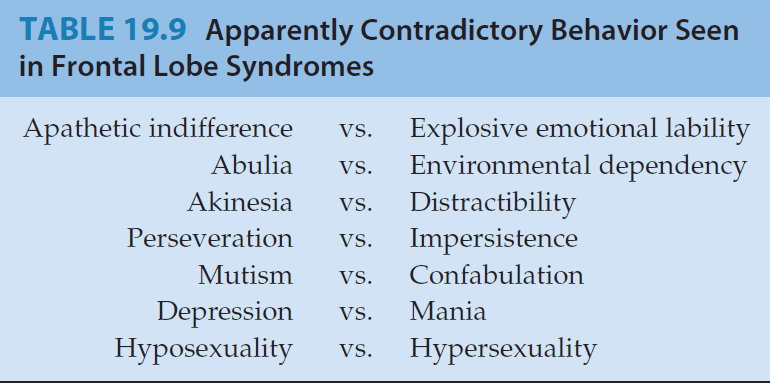 TABLE 19.9 Apparently Contradictory Behavior Seen
in Frontal Lobe Syndromes
Apathetic indifference vs. Explosive emotional lability
Abulia vs. Environmental dependency
Akinesia vs. Distractibility
Perseveration vs. Impersistence
Mutism vs. Confabulation
Depression vs. Mania
Hyposexuality vs. Hypersexuality